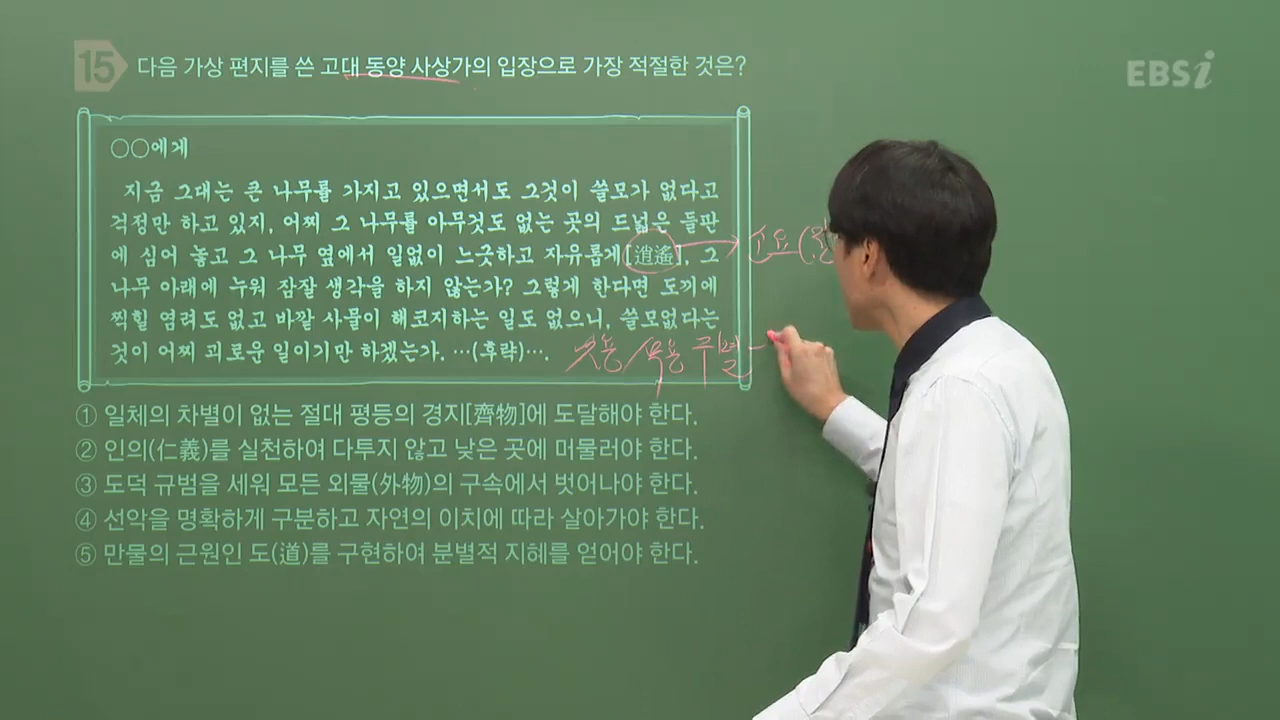 15 다음 가상 편지를 쓴 고대 동양 사상가의 입장으로 가장 적절한 것은?
EBSi
○○에게
지금 그대는 큰 나무를 가지고 있으면서도 그것이 쓸모가 없다고
걱정만 하고 있지, 어찌 그 나무를 아무것도 없는 곳의 드넓은 들판
에 심어 놓고 그 나무 옆에서 일없이 느긋하고 자유롭게[逍遙], 그
소요(
나무 아래에 누워 잠잘 생각을 하지 않는가? 그렇게 한다면 도끼에
찍힐 염려도 없고 바깥 사물이 해코지하는 일도 없으니, 쓸모없다는
것이 어찌 괴로운 일이기만 하겠는가. …(후략)….
구별
① 일체의 차별이 없는 절대 평등의 경지[齊物]에 도달해야 한다.
② 인의(仁義)를 실천하여 다투지 않고 낮은 곳에 머물러야 한다.
③ 도덕 규범을 세워 모든 외물(外物)의 구속에서 벗어나야 한다.
④ 선악을 명확하게 구분하고 자연의 이치에 따라 살아가야 한다.
⑤ 만물의 근원인 도(道)를 구현하여 분별적 지혜를 얻어야 한다.